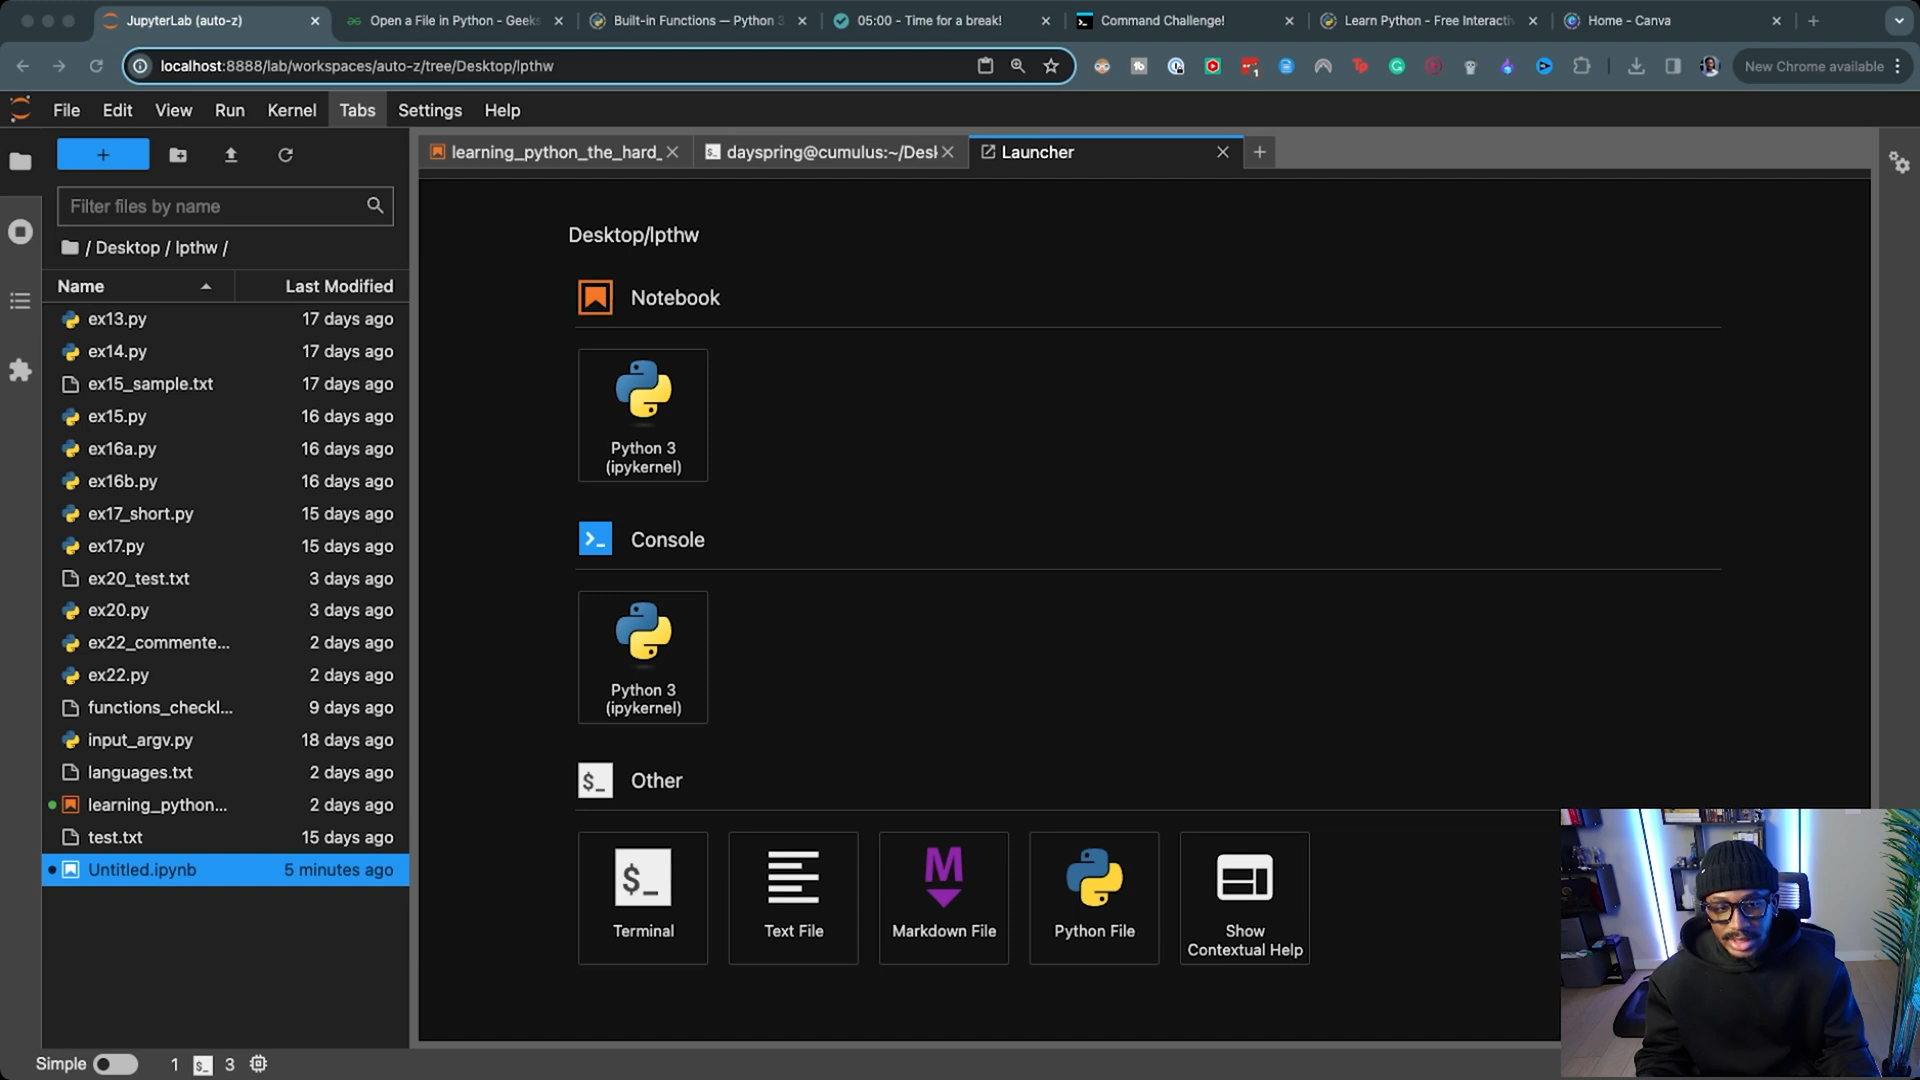 JupyterLab (auto-z)
Open a File in Python - Geeks
Built-in Functions — Python 3
05:00 - Time for a break!
Command Challenge!
Learn Python - Free Interactiv
Home - Canva
localhost:8888/lab/workspaces/auto-z/tree/Desktop/lpthw
New Chrome available
File Edit View Run Kernel Tabs Settings Help
learning_python_the_hard_
dayspring@cumulus:~/Desl
Launcher
Filter files by name
/ Desktop / lpthw /
Name Last Modified
ex13.py 17 days ago
ex14.py 17 days ago
ex15_sample.txt 17 days ago
ex15.py 16 days ago
ex16a.py 16 days ago
ex16b.py 16 days ago
ex17_short.py 15 days ago
ex17.py 15 days ago
ex20_test.txt 3 days ago
ex20.py 3 days ago
ex22_commente... 2 days ago
ex22.py 2 days ago
functions_checkl... 9 days ago
input_argv.py 18 days ago
languages.txt 2 days ago
learning_python... 2 days ago
test.txt 15 days ago
Untitled.ipynb 5 minutes ago
Desktop/lpthw
Notebook
Python 3
(ipykernel)
Console
Python 3
(ipykernel)
$_ Other
$_
Terminal
Text File
M
Markdown File
Python File
Show
Contextual Help
Simple 1 $_ 3